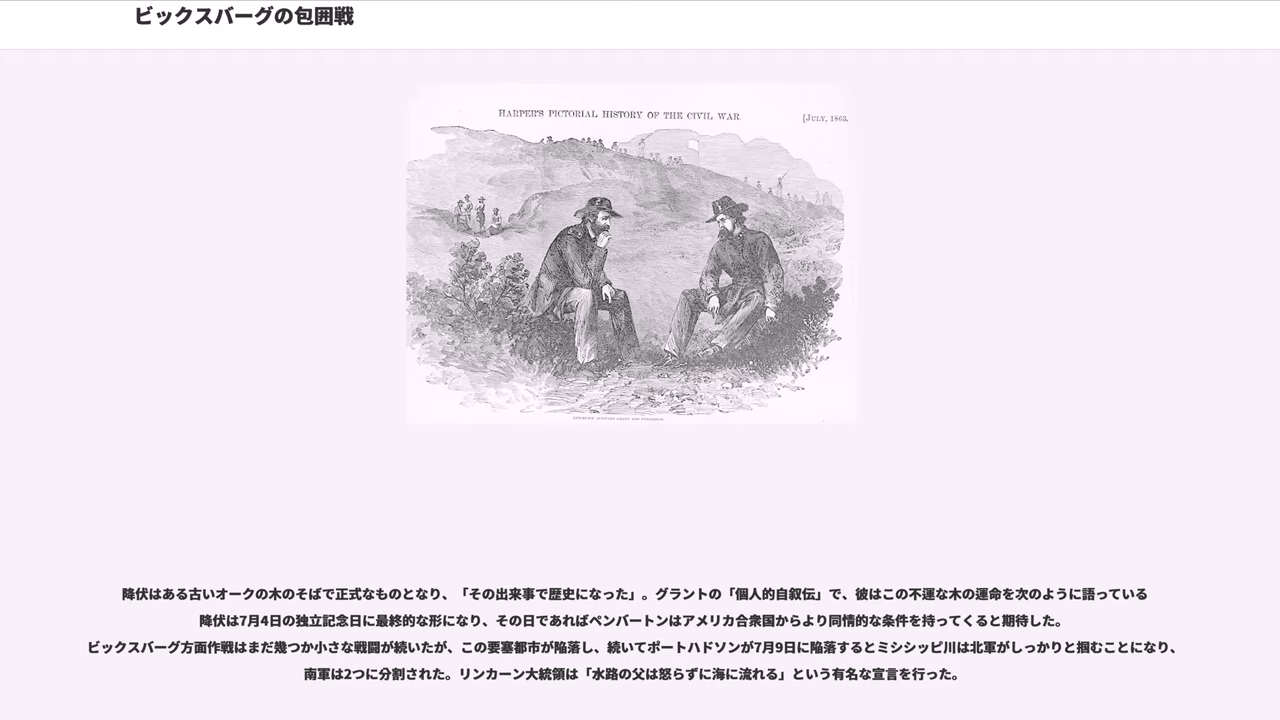 ビックスバーグの包囲戦
HARPER'S PICTORIAL HISTORY OF THE CIVIL WAR.
[JULY, 1863.
降伏はある古いオークの木のそばで正式なものとなり、「その出来事で歴史になった」。グラントの「個人的自叙伝」で、彼はこの不運な木の運命を次のように語っている
降伏は7月4日の独立記念日に最終的な形になり、その日であればペンバートンはアメリカ合衆国からより同情的な条件を持ってくると期待した。
ビックスバーグ方面作戦はまだ幾つか小さな戦闘が続いたが、この要塞都市が陥落し、続いてポートハドソンが7月9日に陥落するとミシシッピ川は北軍がしっかりと掴むことになり、
南軍は2つに分割された。リンカーン大統領は「水路の父は怒らずに海に流れる」という有名な宣言を行った。